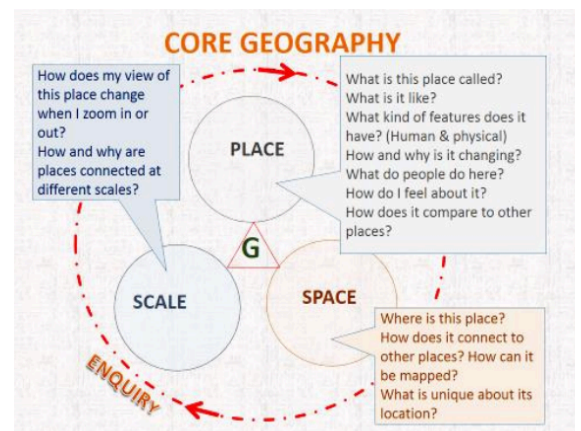 CORE GEOGRAPHY
How does my view of
this place change
when I zoom in or
out?
How and why are
places connected at
different scales?
What is this place called?
What is it like?
What kind of features does it
have? (Human & physical)
How and why is it changing?
What do people do here?
How do I feel about it?
How does it compare to other
places?
PLACE
G
SCALE
SPACE
Where is this place?
How does it connect to
other places? How can it
be mapped?
What is unique about its
location?
ENQUIRY